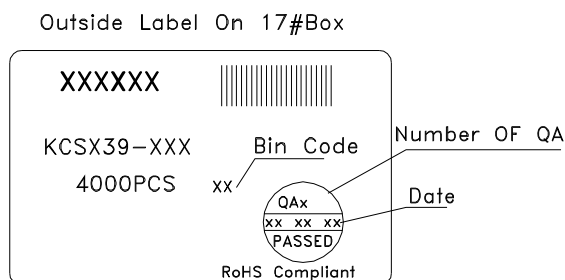 Outside Label On 17#Box
XXXXXX
KCSX39-XXX
Bin Code
Number OF QA
4000PCS
xx
QAx
Date
xx xx xx
PASSED
RoHS Compliant